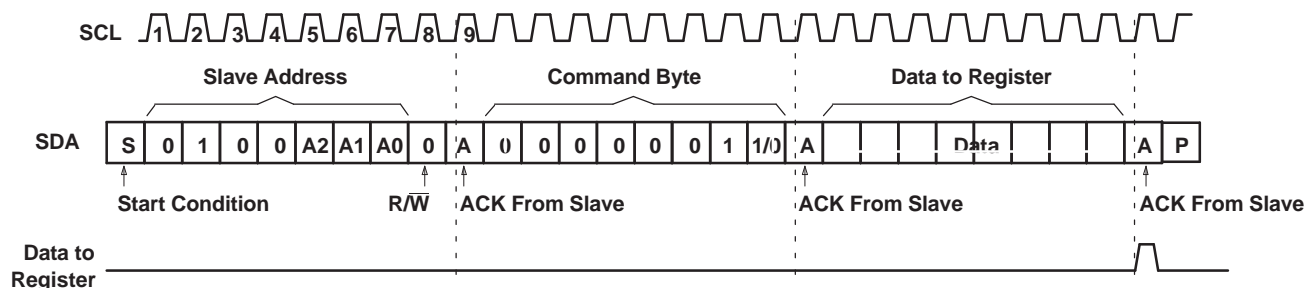 SCL 1 2 3 4 5 6 7 8 9
Slave Address Command Byte Data to Register
SDA S 0 1 0 0 A2 A1 A0 0 A 0 0 0 0 0 0 1 1/0 A Data A P
Start Condition R/W̅ ACK From Slave ACK From Slave ACK From Slave
Data to
Register